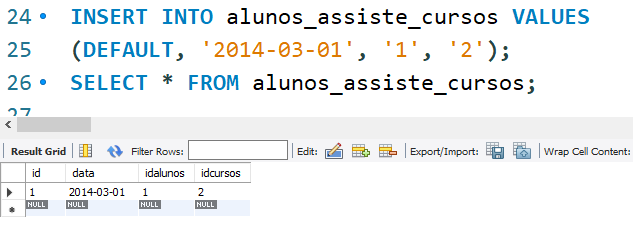 24 INSERT INTO alunos_assiste_cursos VALUES
25 (DEFAULT, '2014-03-01', '1', '2');
26 SELECT * FROM alunos_assiste_cursos;
27
Result Grid Filter Rows: Edit: Export/Import: Wrap Cell Content:
id data idalunos idcursos
1 2014-03-01 1 2
NULL NULL NULL NULL